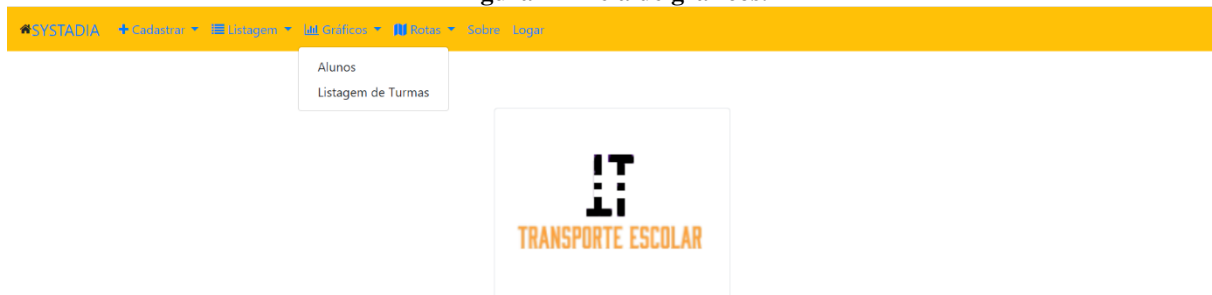 SYSTADIA Cadastrar Listagem Gráficos Rotas Sobre Logar
Alunos
Listagem de Turmas
TRANSPORTE ESCOLAR